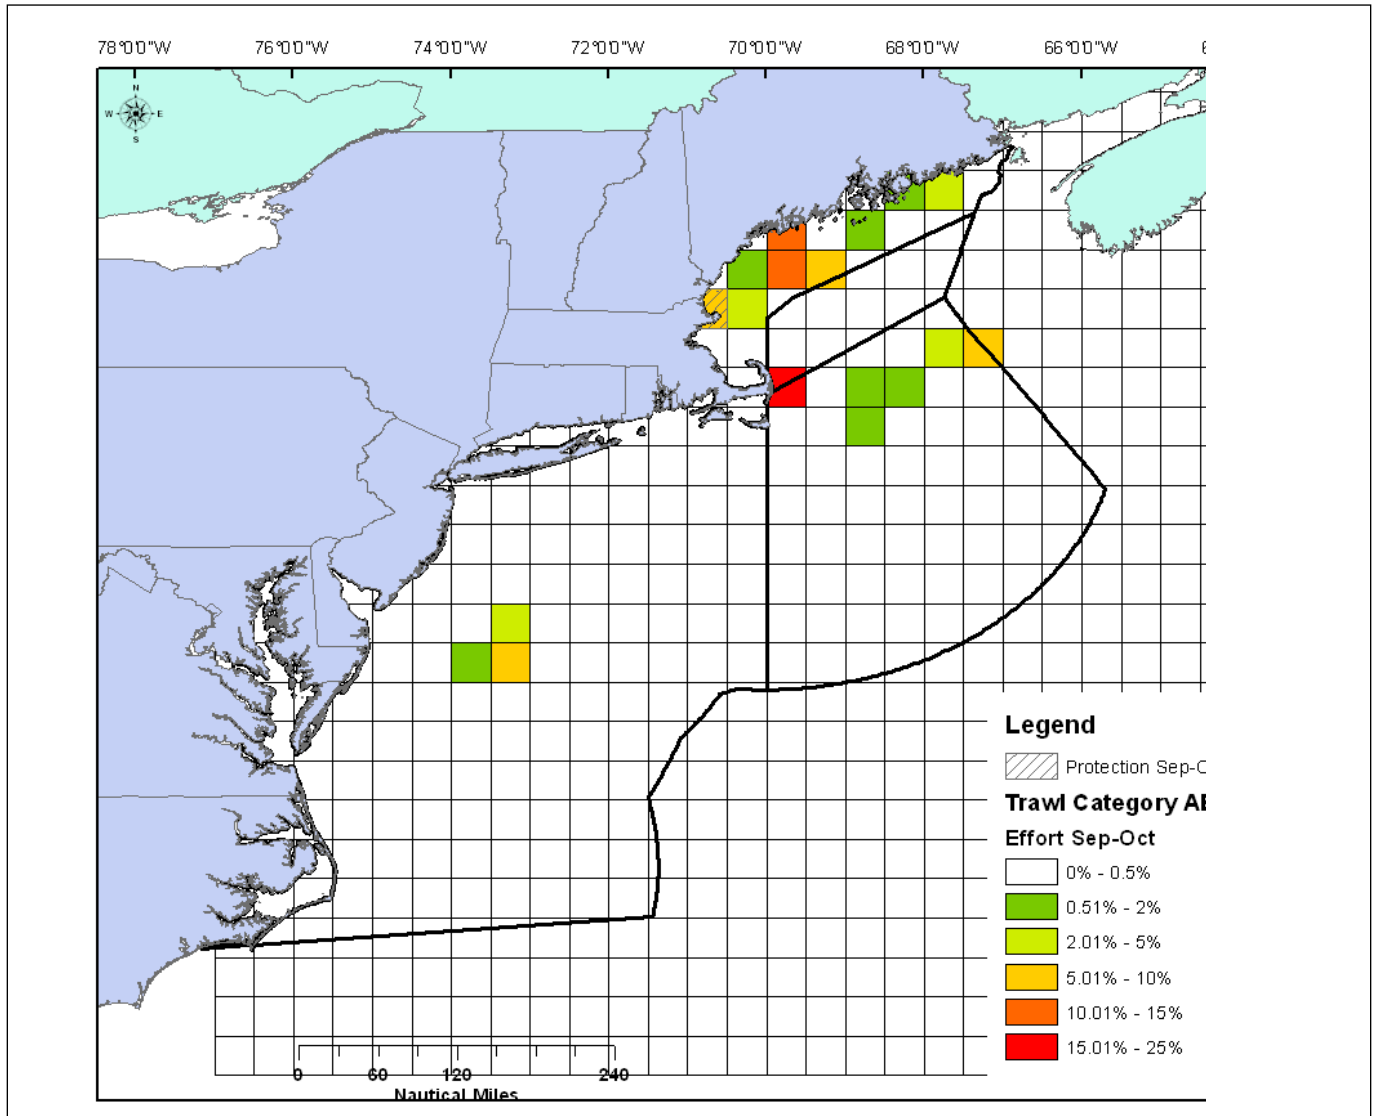 78°0'0"W 76°0'0"W 74°0'0"W 72°0'0"W 70°0'0"W 68°0'0"W 66°0'0"W 6
N
W E
S
Legend
Protection Sep-O
Trawl Category AB
Effort Sep-Oct
0% - 0.5%
0.51% - 2%
2.01% - 5%
5.01% - 10%
10.01% - 15%
15.01% - 25%
0 60 120 240
Nautical Miles